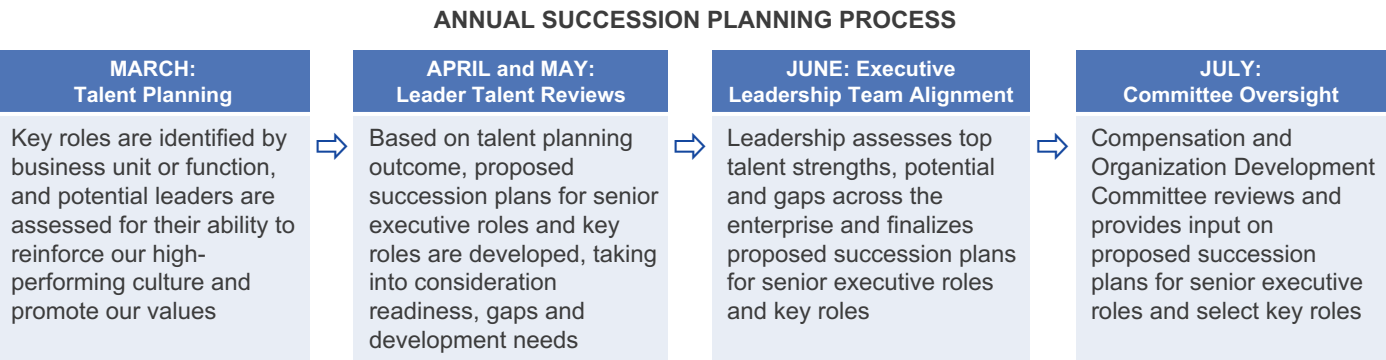 ANNUAL SUCCESSION PLANNING PROCESS
MARCH:
Talent Planning
Key roles are identified by
business unit or function,
and potential leaders are
assessed for their ability to
reinforce our high-
performing culture and
promote our values
APRIL and MAY:
Leader Talent Reviews
Based on talent planning
outcome, proposed
succession plans for senior
executive roles and key
roles are developed, taking
into consideration
readiness, gaps and
development needs
JUNE: Executive
Leadership Team Alignment
Leadership assesses top
talent strengths, potential
and gaps across the
enterprise and finalizes
proposed succession plans
for senior executive roles
and key roles
JULY:
Committee Oversight
Compensation and
Organization Development
Committee reviews and
provides input on
proposed succession
plans for senior executive
roles and select key roles